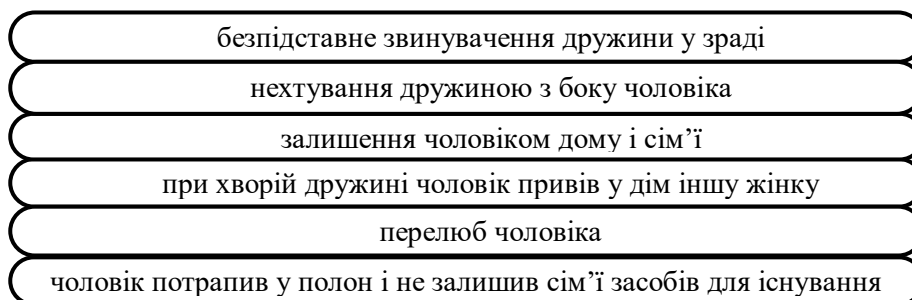 безпідставне звинувачення дружини у зраді
нехтування дружиною з боку чоловіка
залишення чоловіком дому і сім’ї
при хворій дружині чоловік привів у дім іншу жінку
перелюб чоловіка
чоловік потрапив у полон і не залишив сім’ї засобів для існування